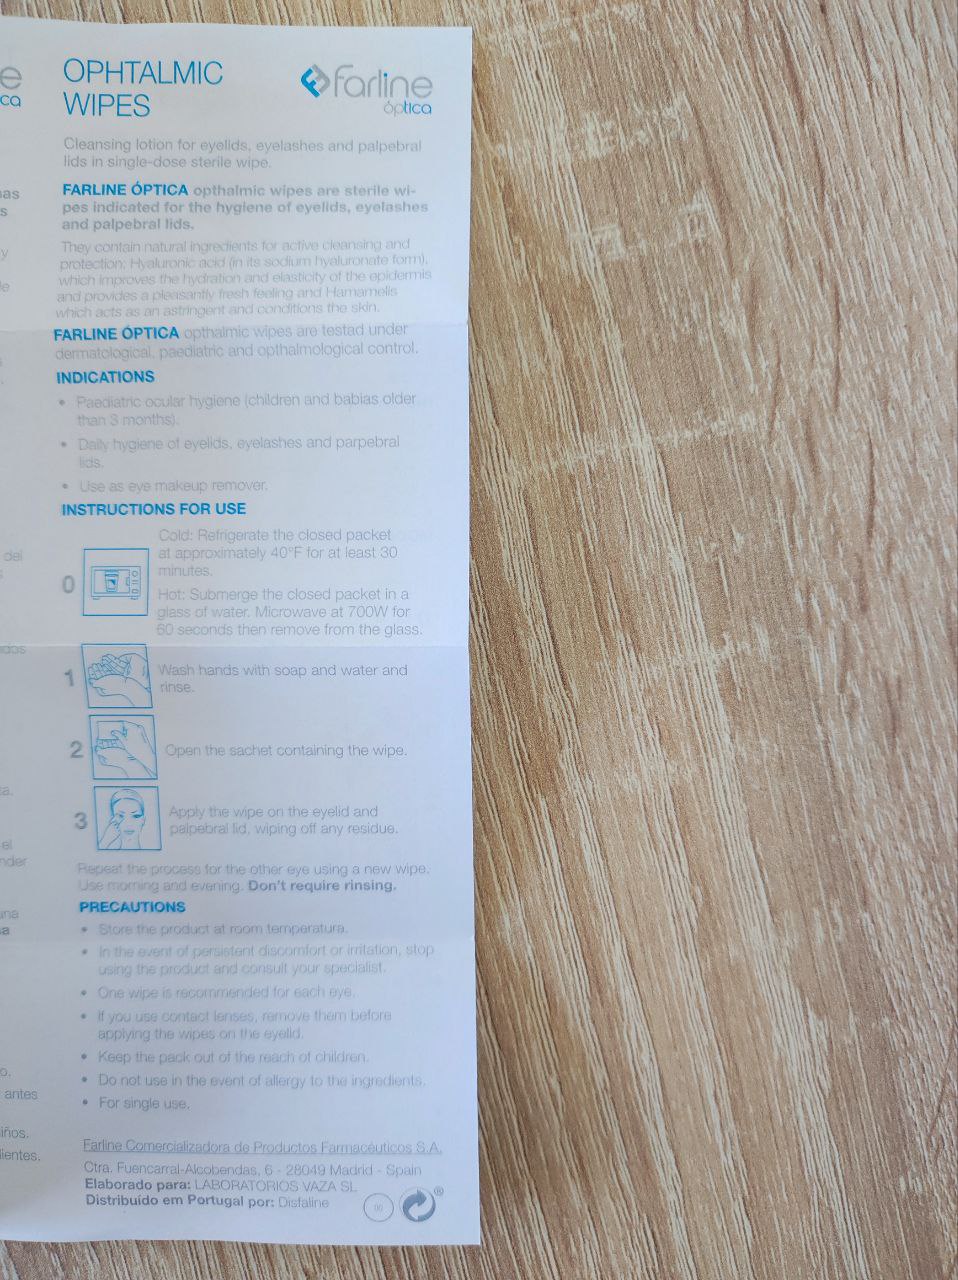 OPHTALMIC
WIPES
farline
óptica
Cleansing lotion for eyelids, eyelashes and palpebral
lids in single-dose sterile wipe.
FARLINE ÓPTICA opthalmic wipes are sterile wi-
pes indicated for the hygiene of eyelids, eyelashes
and palpebral lids.
They contain natural ingredients for active cleansing and
protection: Hyaluronic acid (in its sodium hyaluronate form),
which improves the hydration and elasticity of the epidermis
and provides a pleasantly fresh feeling and Hamamelis
which acts as an astringent and conditions the skin.
FARLINE ÓPTICA opthalmic wipes are testad under
dermatological, paediatric and opthalmological control.
INDICATIONS
• Paediatric ocular hygiene (children and babias older
than 3 months).
• Daily hygiene of eyelids, eyelashes and parpebral
lids.
• Use as eye makeup remover.
INSTRUCTIONS FOR USE
0
Cold: Refrigerate the closed packet
at approximately 40°F for at least 30
minutes.
Hot: Submerge the closed packet in a
glass of water. Microwave at 700W for
60 seconds then remove from the glass.
1
Wash hands with soap and water and
rinse.
2
Open the sachet containing the wipe.
3
Apply the wipe on the eyelid and
palpebral lid, wiping off any residue.
Repeat the process for the other eye using a new wipe.
Use morning and evening. Don't require rinsing.
PRECAUTIONS
• Store the product at room temperatura.
• In the event of persistent discomfort or irritation, stop
using the product and consult your specialist.
• One wipe is recommended for each eye.
• If you use contact lenses, remove them before
applying the wipes on the eyelid.
• Keep the pack out of the reach of children.
• Do not use in the event of allergy to the ingredients.
• For single use.
Farline Comercializadora de Productos Farmacéuticos S.A.
Ctra. Fuencarral-Alcobendas, 6 - 28049 Madrid - Spain
Elaborado para: LABORATORIOS VAZA SL
Distribuído em Portugal por: Disfaline
00
®
del
antes